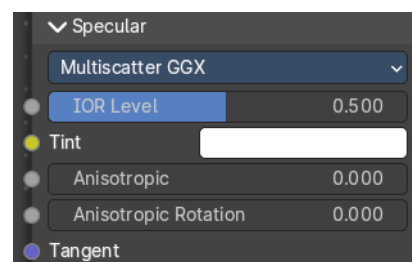 Specular
Multiscatter GGX
IOR Level 0.500
Tint
Anisotropic 0.000
Anisotropic Rotation 0.000
Tangent